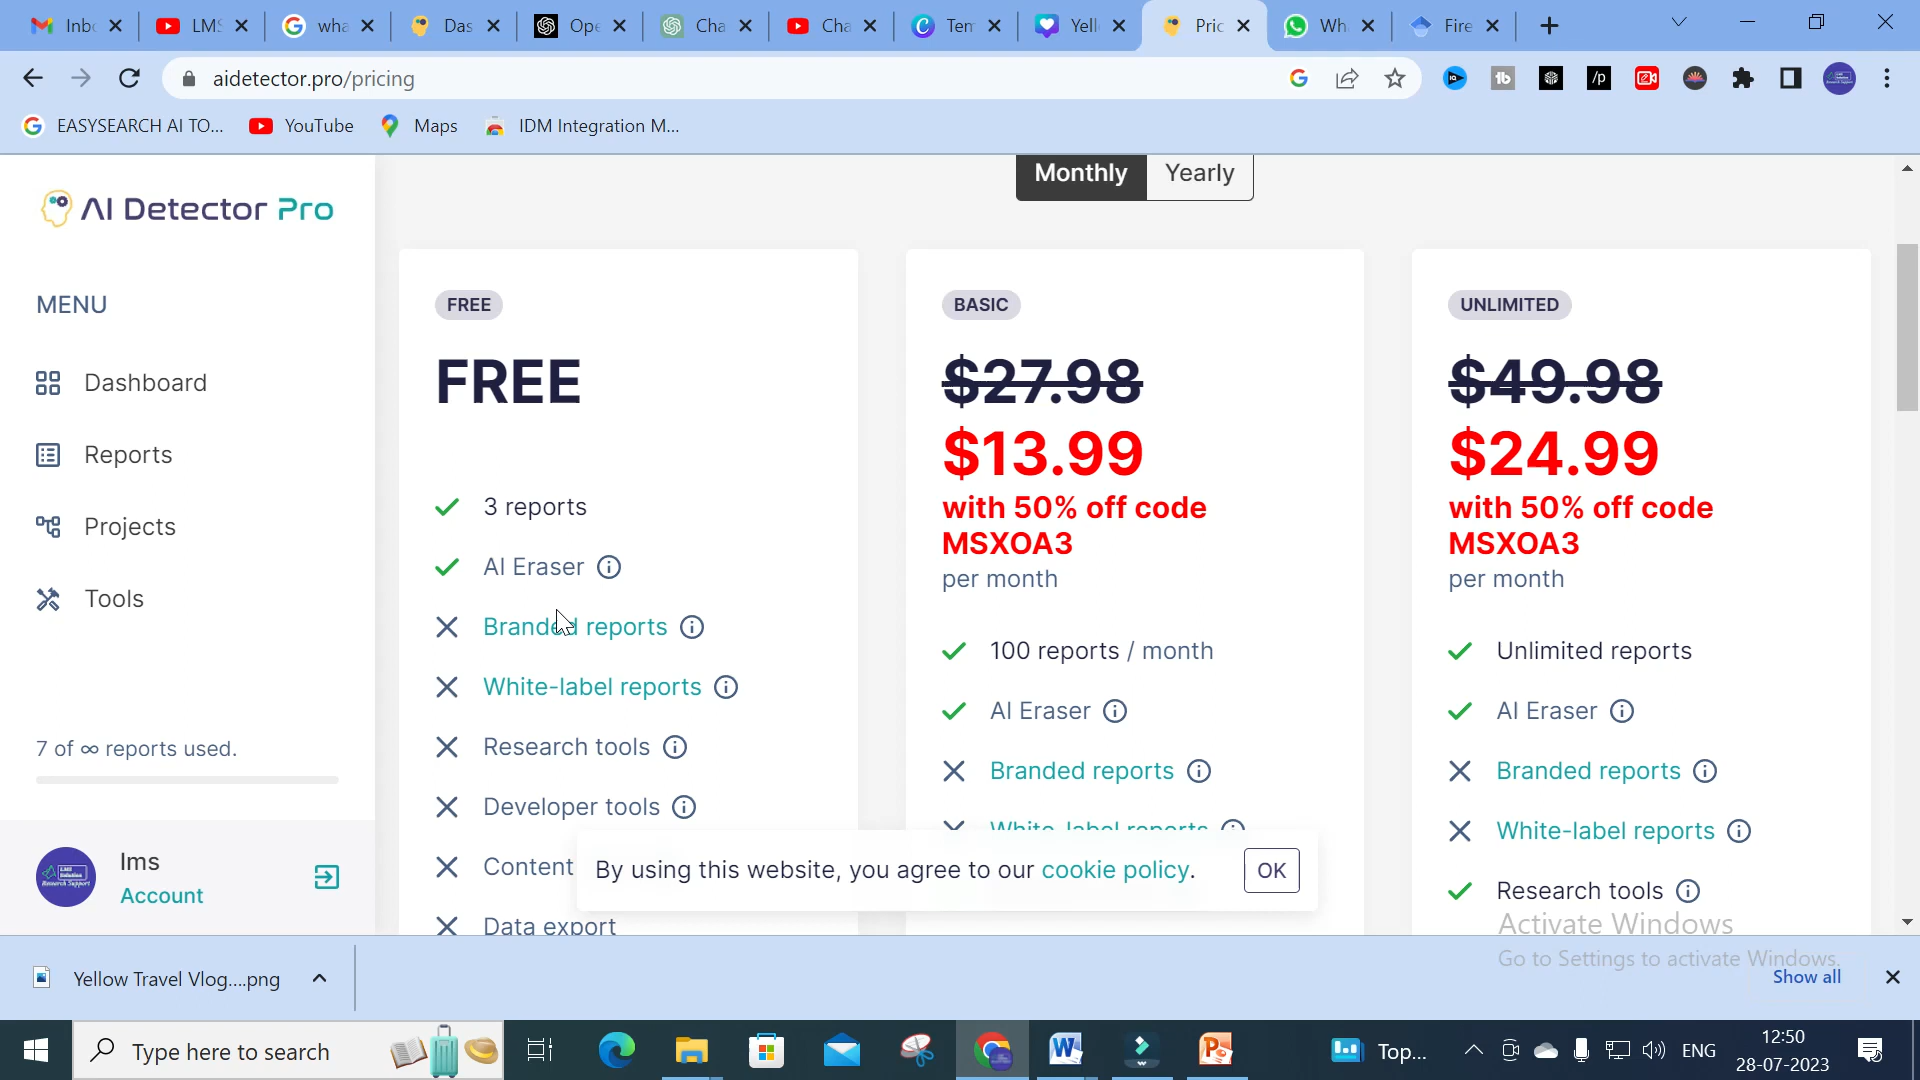 Inbo
LMS
wha
Das
Ope
Cha
Cha
Tem
Yell
Pric
Wh
Fire
aidetector.pro/pricing
EASYSEARCH AI TO...
YouTube
Maps
IDM Integration M...
AI Detector Pro
MENU
Dashboard
Reports
Projects
Tools
7 of ∞ reports used.
lms
Account
Monthly
Yearly
FREE
FREE
3 reports
AI Eraser
Branded reports
White-label reports
Research tools
Developer tools
Content
Data export
BASIC
$27.98
$13.99
with 50% off code
MSXOA3
per month
100 reports / month
AI Eraser
Branded reports
White-label reports
UNLIMITED
$49.98
$24.99
with 50% off code
MSXOA3
per month
Unlimited reports
AI Eraser
Branded reports
White-label reports
Research tools
By using this website, you agree to our cookie policy.
OK
Activate Windows
Go to Settings to activate Windows.
Yellow Travel Vlog....png
Show all
Type here to search
Top...
ENG
12:50
28-07-2023